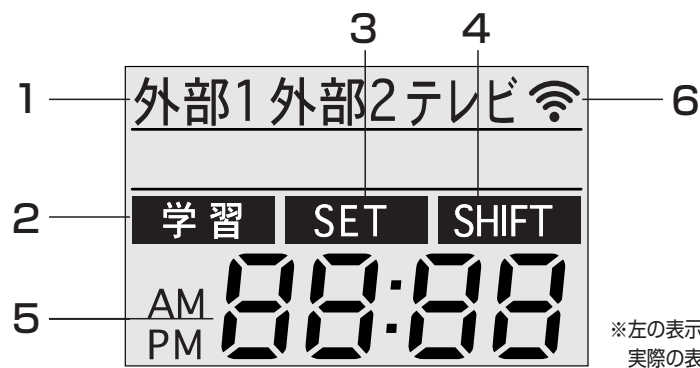 3 4
1 外部1 外部2 テレビ 6
2 学習 SET SHIFT
5 AM 88:88
PM
※左の表示
実際の表